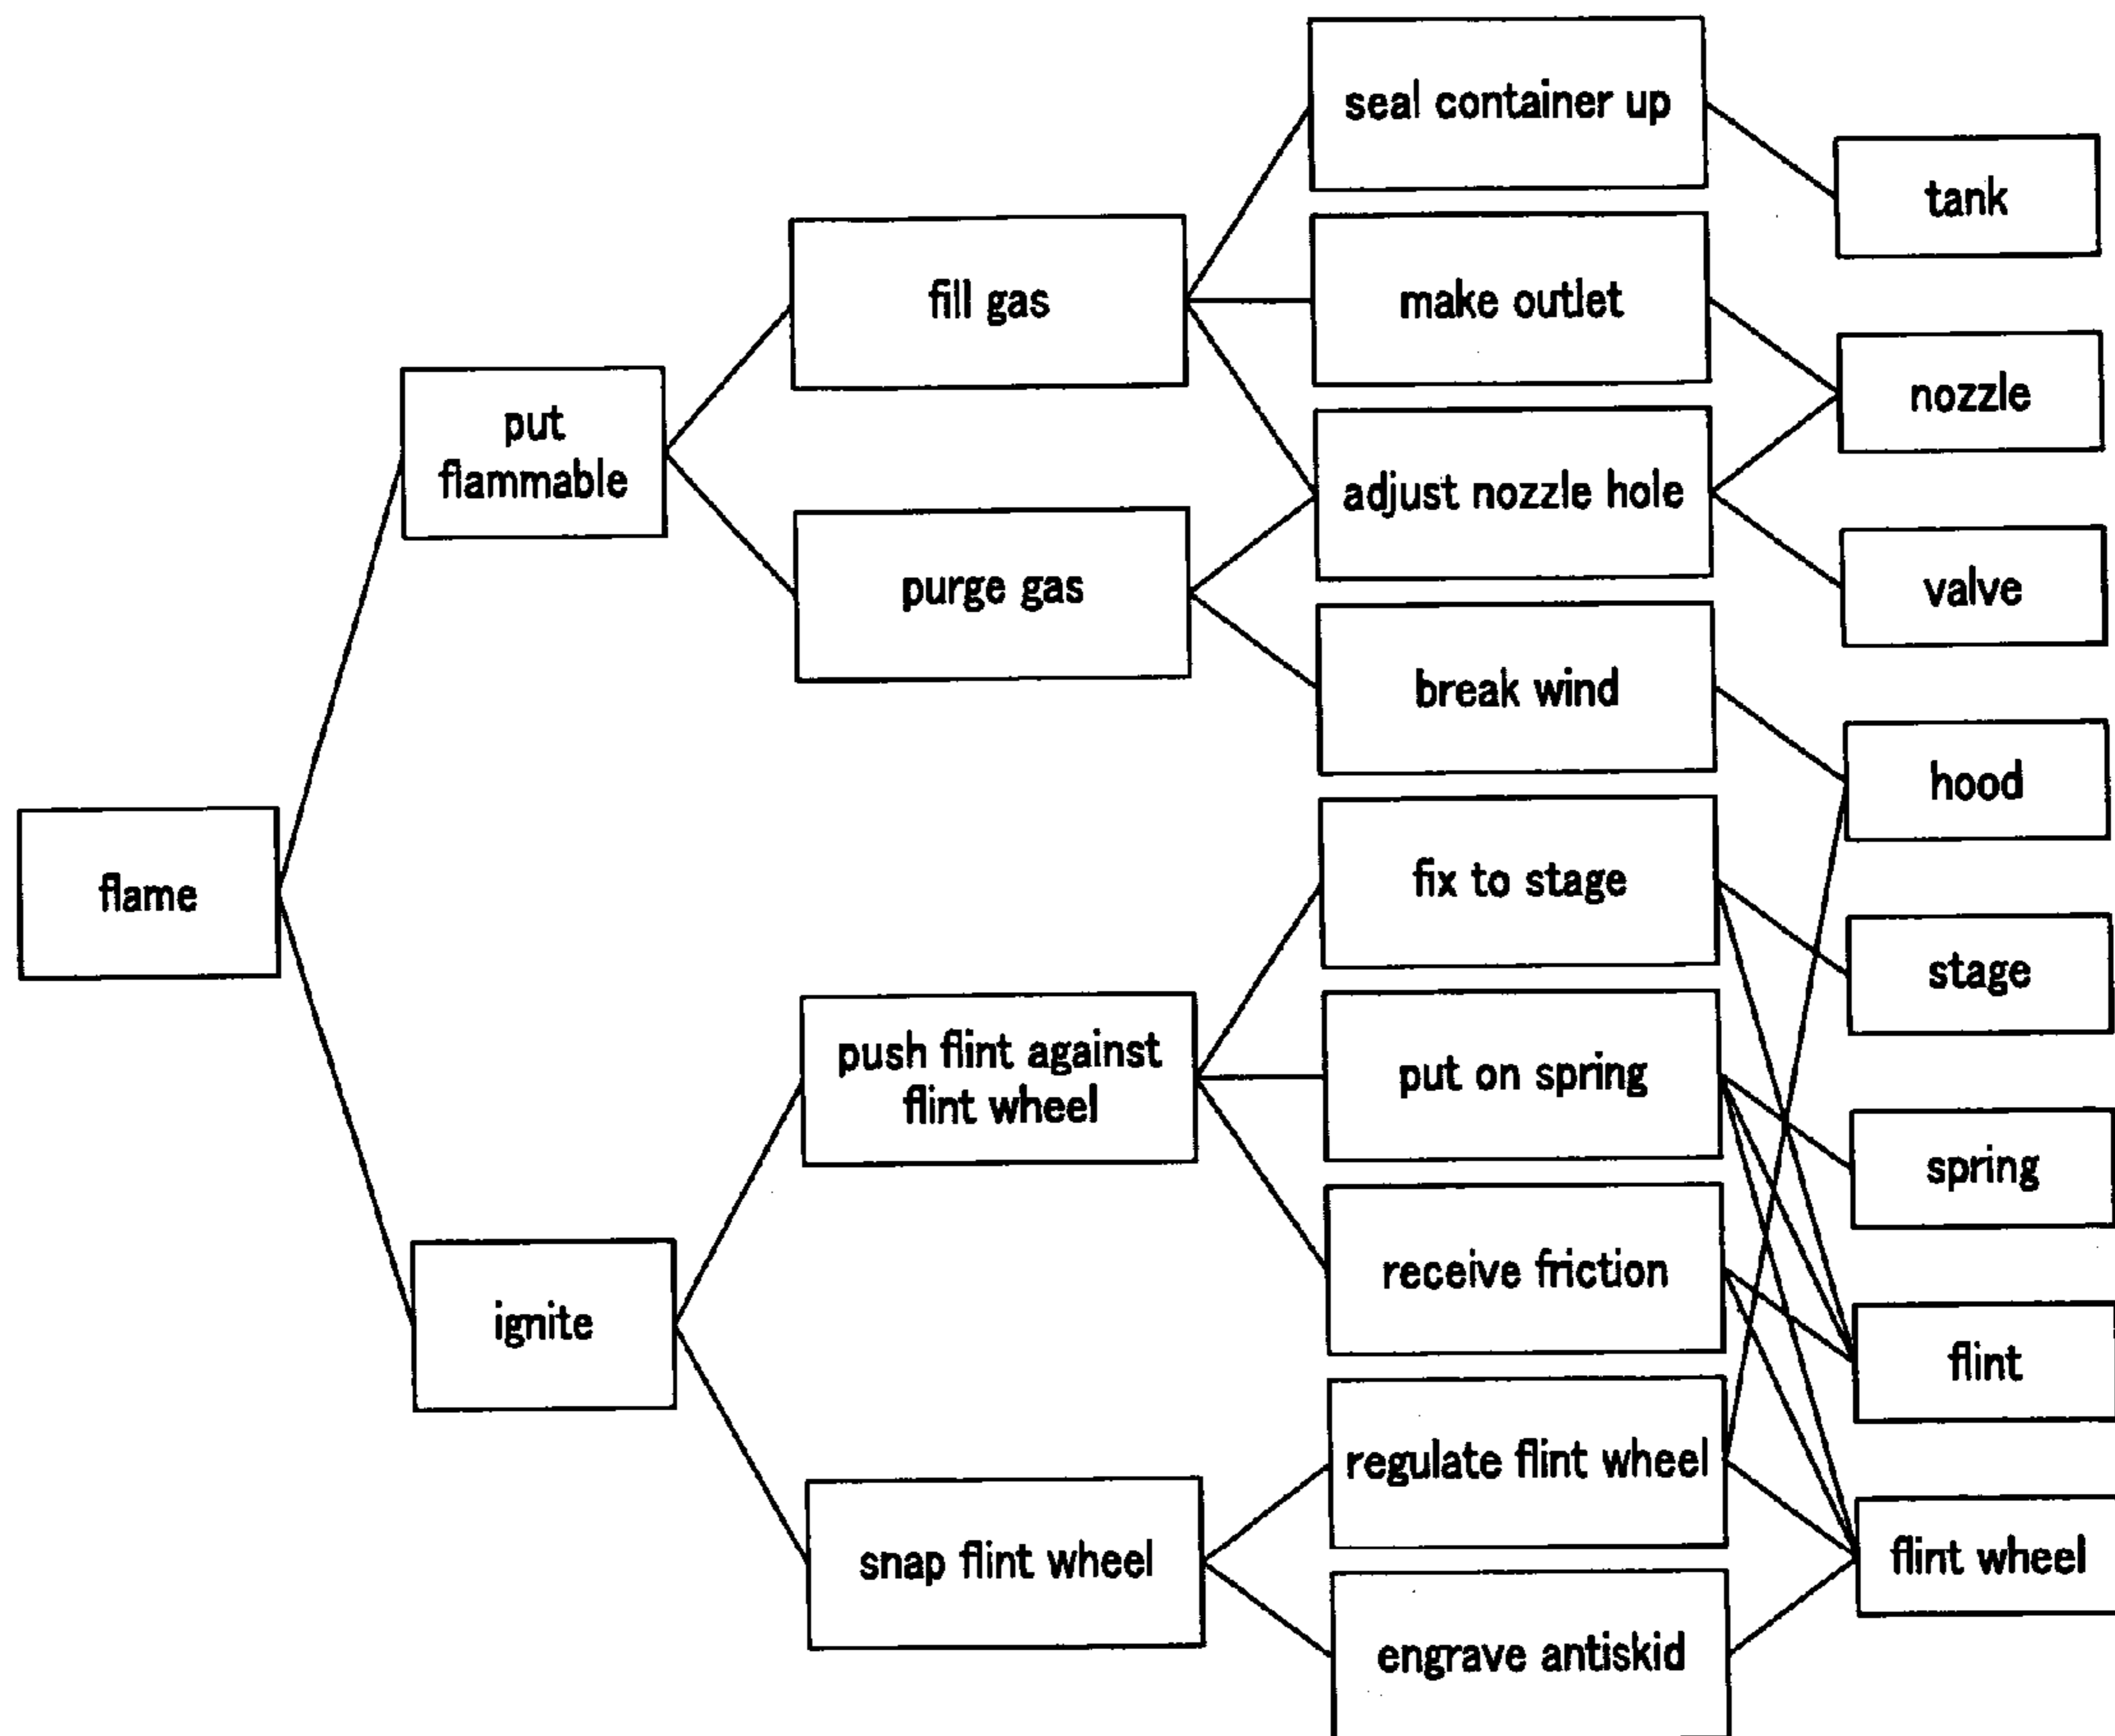 flame
put
flammable
ignite
fill gas
purge gas
push flint against
flint wheel
snap flint wheel
seal container up
make outlet
adjust nozzle hole
break wind
fix to stage
put on spring
receive friction
regulate flint wheel
engrave antiskid
tank
nozzle
valve
hood
stage
spring
flint
flint wheel